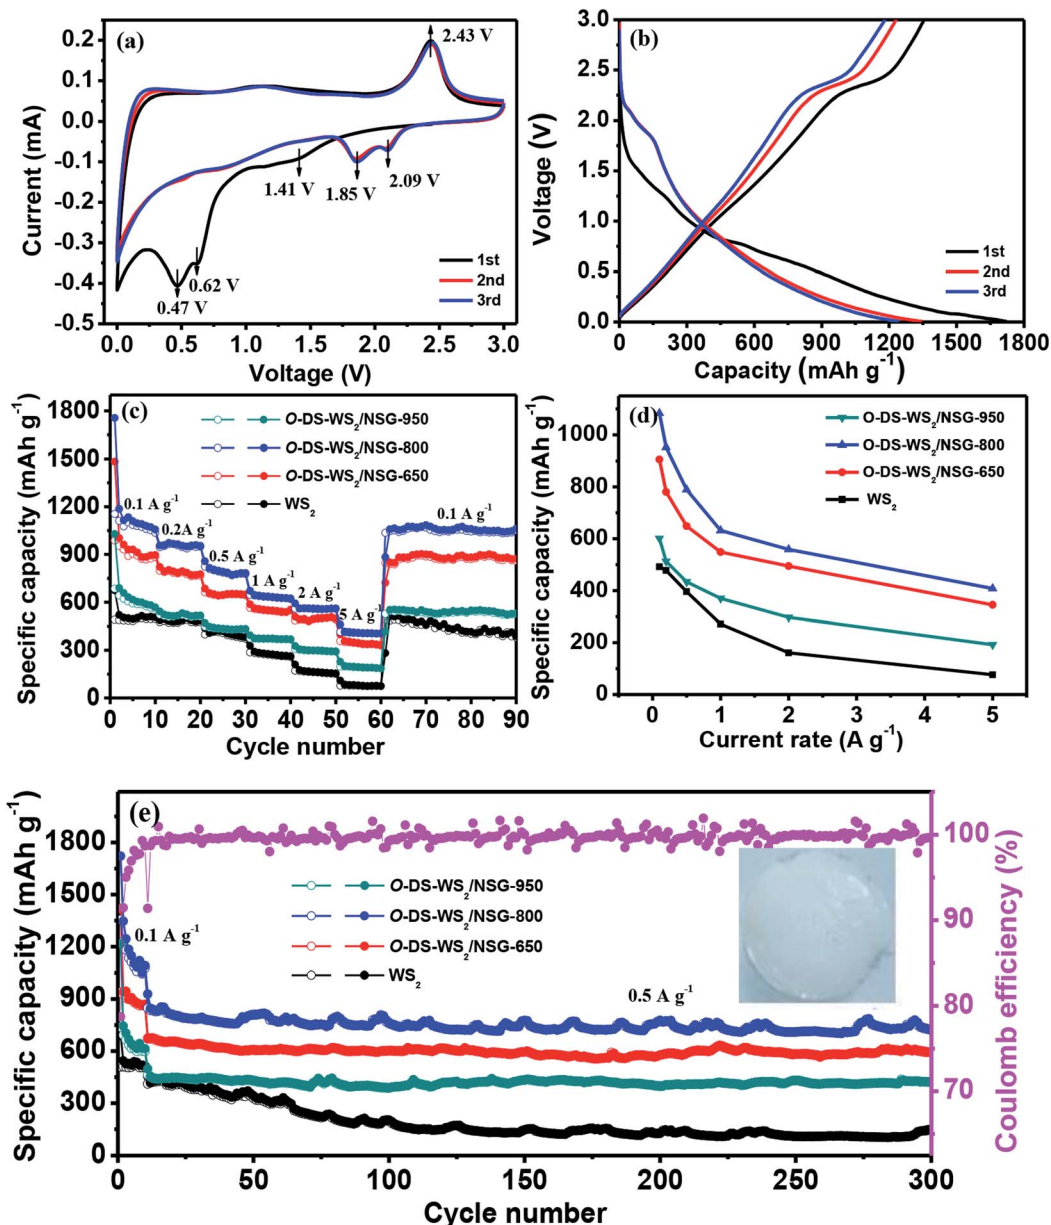 (a)
2.43 V
1.41 V
1.85 V
2.09 V
0.62 V
0.47 V
1st
2nd
3rd
0.2
0.1
0.0
-0.1
-0.2
-0.3
-0.4
-0.5
Current (mA)
0.0 0.5 1.0 1.5 2.0 2.5 3.0
Voltage (V)
(b)
3.0
2.5
2.0
1.5
1.0
0.5
0.0
Voltage (V)
1st
2nd
3rd
0 300 600 900 1200 1500 1800
Capacity (mAh g⁻¹)
(c)
1800
1500
1200
900
600
300
0
Specific capacity (mAh g⁻¹)
O-DS-WS₂/NSG-950
O-DS-WS₂/NSG-800
O-DS-WS₂/NSG-650
WS₂
0.1 A g⁻¹
0.2A g⁻¹
0.5 A g⁻¹
1 A g⁻¹
2 A g⁻¹
5 A g⁻¹
0.1 A g⁻¹
0 10 20 30 40 50 60 70 80 90
Cycle number
(d)
1000
800
600
400
200
0
Specific capacity (mAh g⁻¹)
O-DS-WS₂/NSG-950
O-DS-WS₂/NSG-800
O-DS-WS₂/NSG-650
WS₂
0 1 2 3 4 5
Current rate (A g⁻¹)
(e)
1800
1500
1200
900
600
300
0
Specific capacity (mAh g⁻¹)
O-DS-WS₂/NSG-950
O-DS-WS₂/NSG-800
O-DS-WS₂/NSG-650
WS₂
0.1 A g⁻¹
0.5 A g⁻¹
100
90
80
70
Coulomb efficiency (%)
0 50 100 150 200 250 300
Cycle number